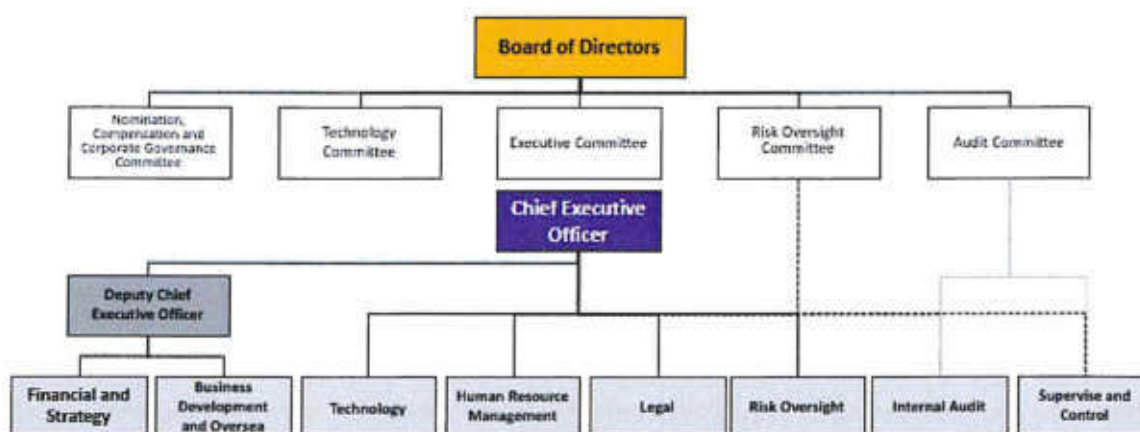 Board of Directors
Nomination,
Compensation and
Corporate Governance
Committee
Technology
Committee
Executive Committee
Risk Oversight
Committee
Audit Committee
Chief Executive
Officer
Deputy Chief
Executive Officer
Financial and
Strategy
Business
Development
and Oversea
Technology
Human Resource
Management
Legal
Risk Oversight
Internal Audit
Supervise and
Control